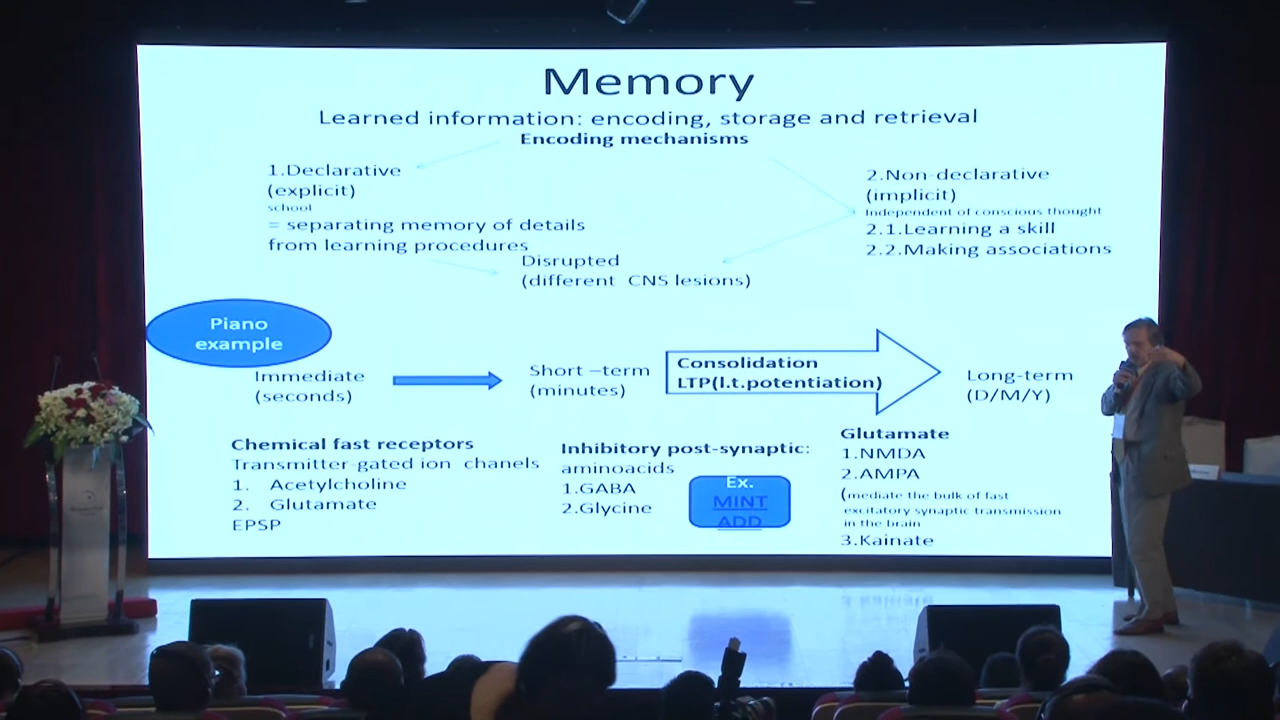 Memory
Learned information: encoding, storage and retrieval
Encoding mechanisms
1.Declarative
(explicit)
school
= separating memory of details
from learning procedures
2.Non-declarative
(implicit)
Independent of conscious thought
2.1.Learning a skill
2.2.Making associations
Disrupted
(different CNS lesions)
Piano
example
Immediate
(seconds)
Short –term
(minutes)
Consolidation
LTP(l.t.potentiation)
Long-term
(D/M/Y)
Chemical fast receptors
Transmitter-gated ion chanels
1. Acetylcholine
2. Glutamate
EPSP
Inhibitory post-synaptic:
aminoacids
1.GABA
2.Glycine
Ex.
MINT
ADD
Glutamate
1.NMDA
2.AMPA
(mediate the bulk of fast
excitatory synaptic transmission
in the brain
3.Kainate